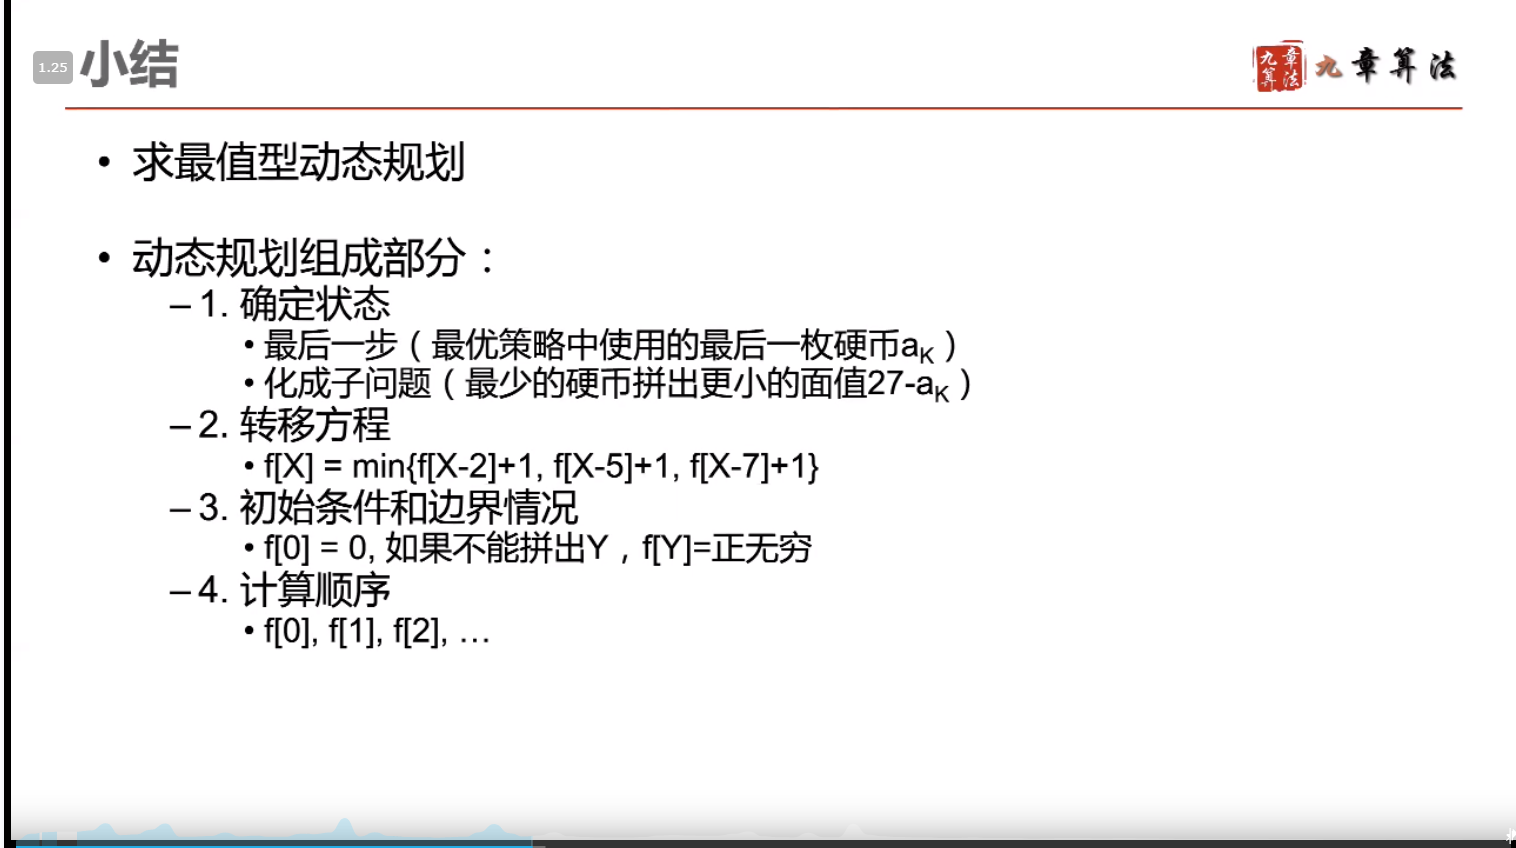 1.25
小结
九章算法
九章算法
• 求最值型动态规划
• 动态规划组成部分：
– 1. 确定状态
• 最后一步（最优策略中使用的最后一枚硬币aK）
• 化成子问题（最少的硬币拼出更小的面值27-aK）
– 2. 转移方程
• f[X] = min{f[X-2]+1, f[X-5]+1, f[X-7]+1}
– 3. 初始条件和边界情况
• f[0] = 0, 如果不能拼出Y，f[Y]=正无穷
– 4. 计算顺序
• f[0], f[1], f[2], …